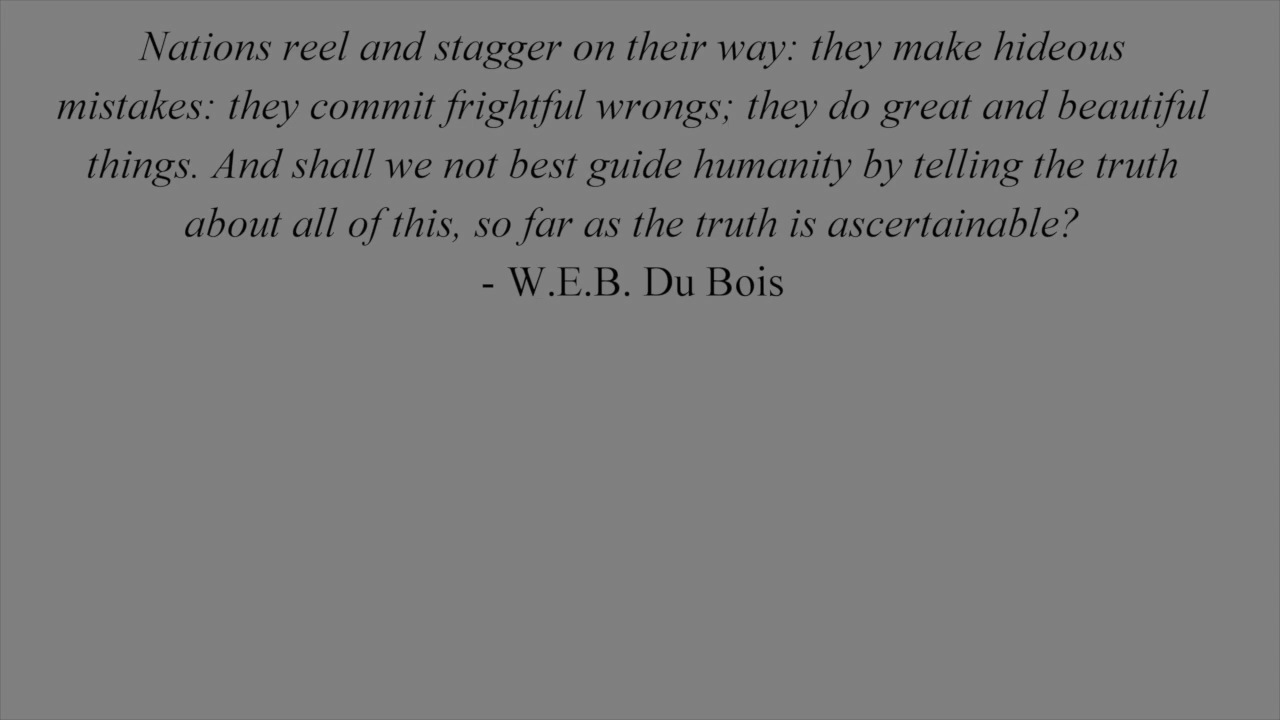 Nations reel and stagger on their way: they make hideous
mistakes: they commit frightful wrongs; they do great and beautiful
things. And shall we not best guide humanity by telling the truth
about all of this, so far as the truth is ascertainable?
- W.E.B. Du Bois